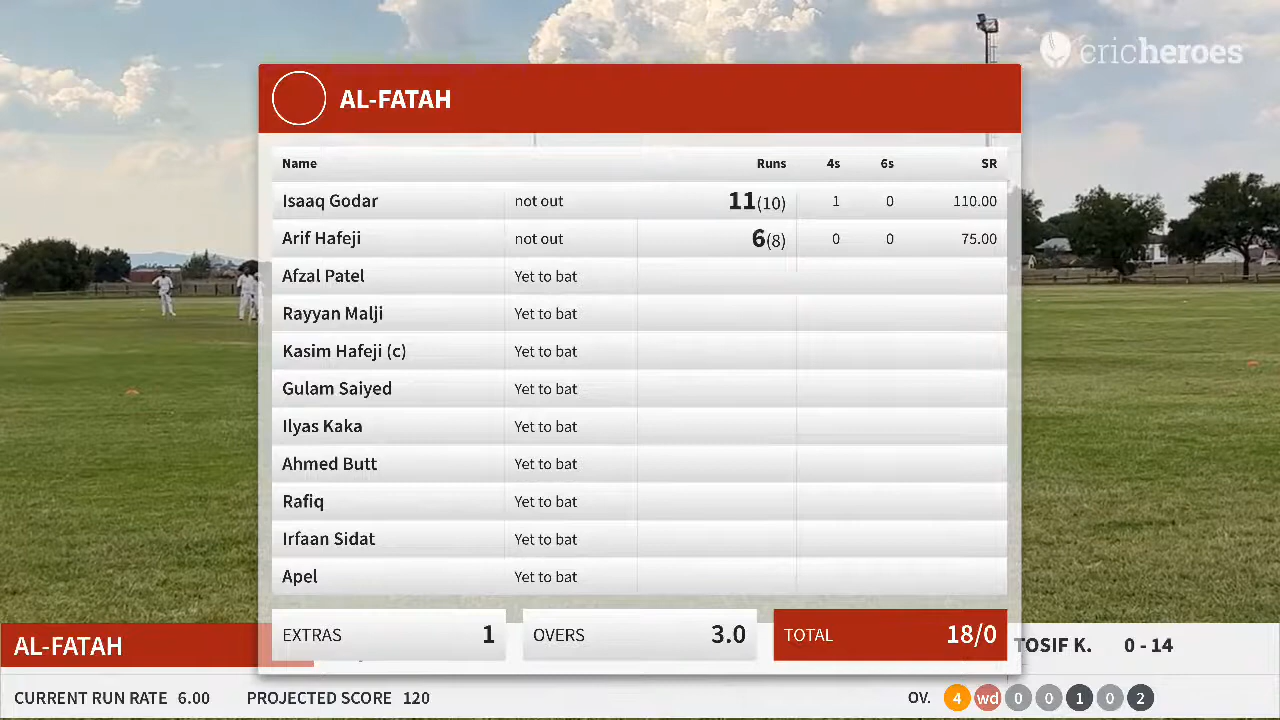 cricheroes
AL-FATAH
Name Runs 4s 6s SR
Isaaq Godar not out 11(10) 1 0 110.00
Arif Hafeji not out 6(8) 0 0 75.00
Afzal Patel Yet to bat
Rayyan Malji Yet to bat
Kasim Hafeji (c) Yet to bat
Gulam Saiyed Yet to bat
Ilyas Kaka Yet to bat
Ahmed Butt Yet to bat
Rafiq Yet to bat
Irfaan Sidat Yet to bat
Apel Yet to bat
EXTRAS 1 OVERS 3.0 TOTAL 18/0
AL-FATAH TOSIF K. 0 - 14
CURRENT RUN RATE 6.00 PROJECTED SCORE 120 OV. 4 wd 0 0 1 0 2